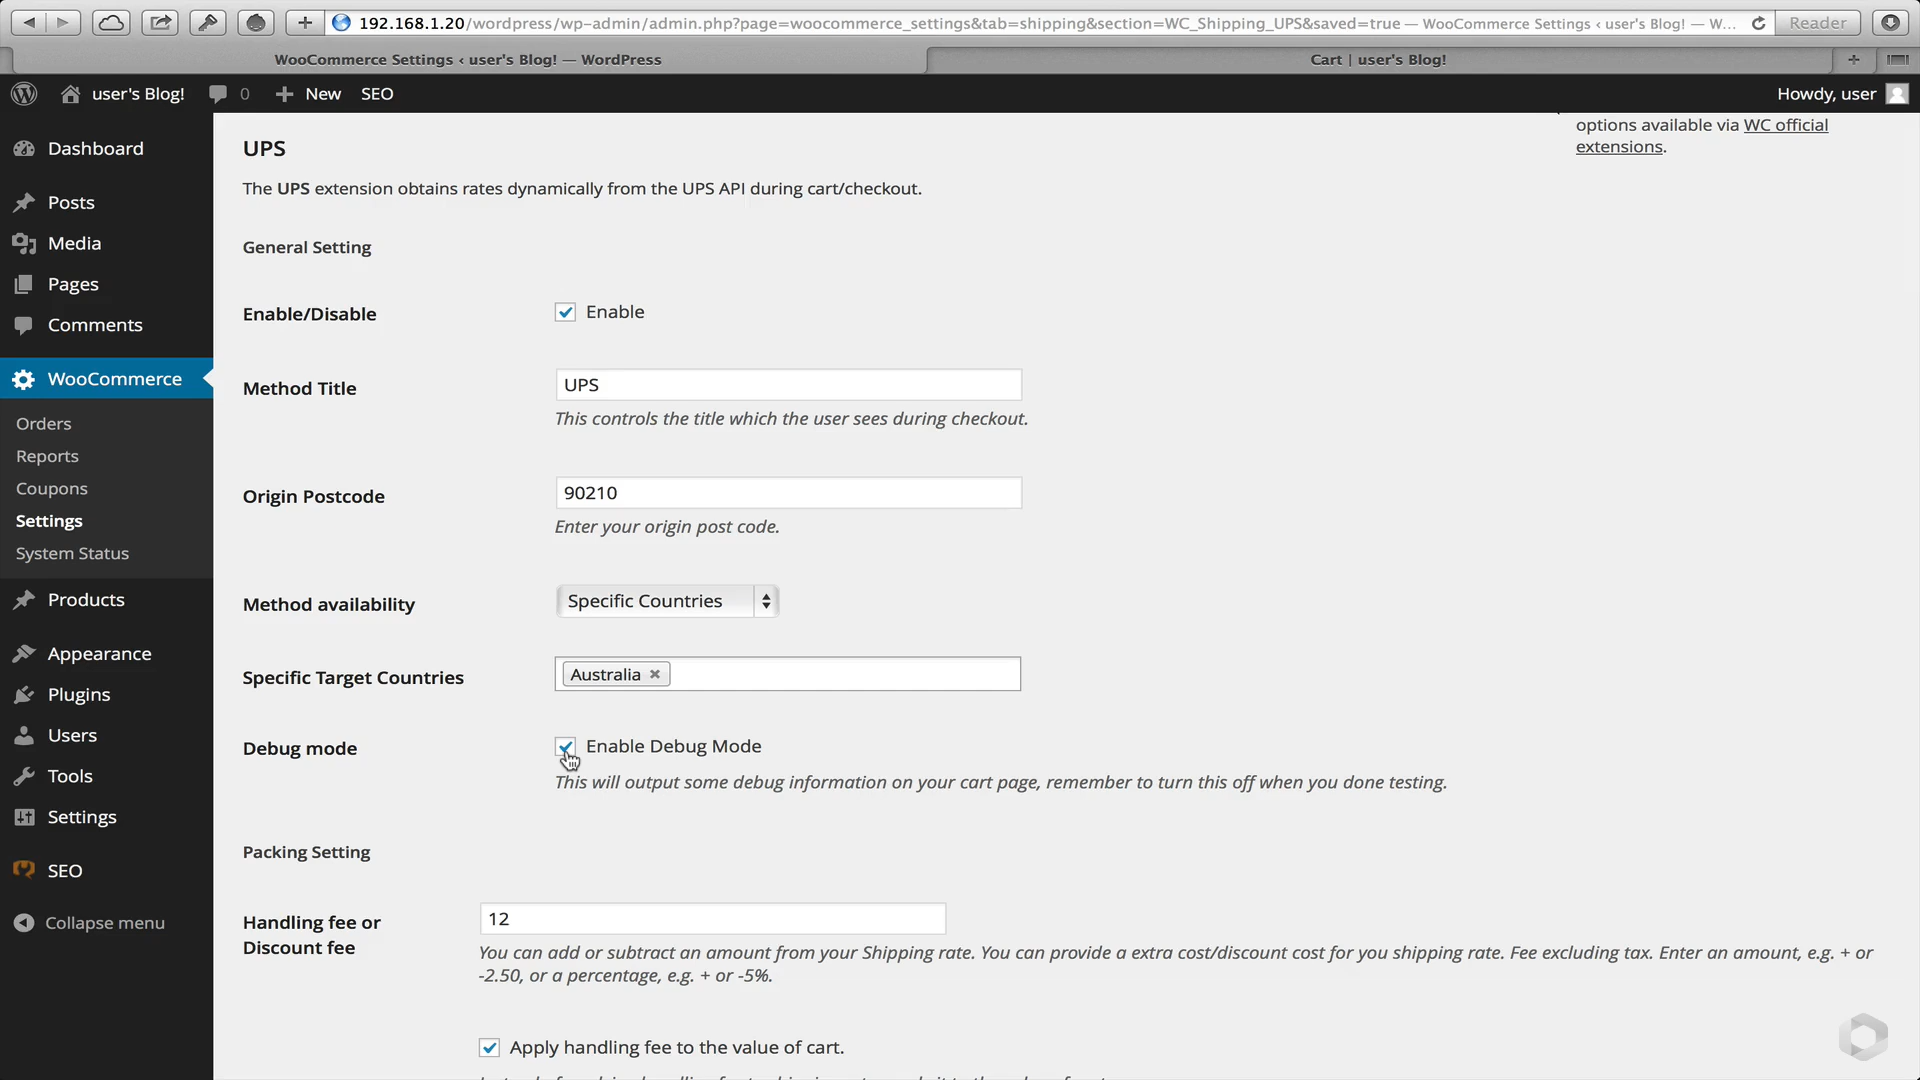 192.168.1.20/wordpress/wp-admin/admin.php?page=woocommerce_settings&tab=shipping&section=WC_Shipping_UPS&saved=true — WooCommerce Settings ‹ user's Blog! — W... Reader
WooCommerce Settings ‹ user's Blog! — WordPress
Cart | user's Blog!
user's Blog! 0 New SEO Howdy, user
options available via WC official
extensions.
Dashboard
Posts
Media
Pages
Comments
WooCommerce
Orders
Reports
Coupons
Settings
System Status
Products
Appearance
Plugins
Users
Tools
Settings
SEO
Collapse menu
UPS
The UPS extension obtains rates dynamically from the UPS API during cart/checkout.
General Setting
Enable/Disable
Enable
Method Title
UPS
This controls the title which the user sees during checkout.
Origin Postcode
90210
Enter your origin post code.
Method availability
Specific Countries
Specific Target Countries
Australia
Debug mode
Enable Debug Mode
This will output some debug information on your cart page, remember to turn this off when you done testing.
Packing Setting
Handling fee or
Discount fee
12
You can add or subtract an amount from your Shipping rate. You can provide a extra cost/discount cost for you shipping rate. Fee excluding tax. Enter an amount, e.g. + or
-2.50, or a percentage, e.g. + or -5%.
Apply handling fee to the value of cart.